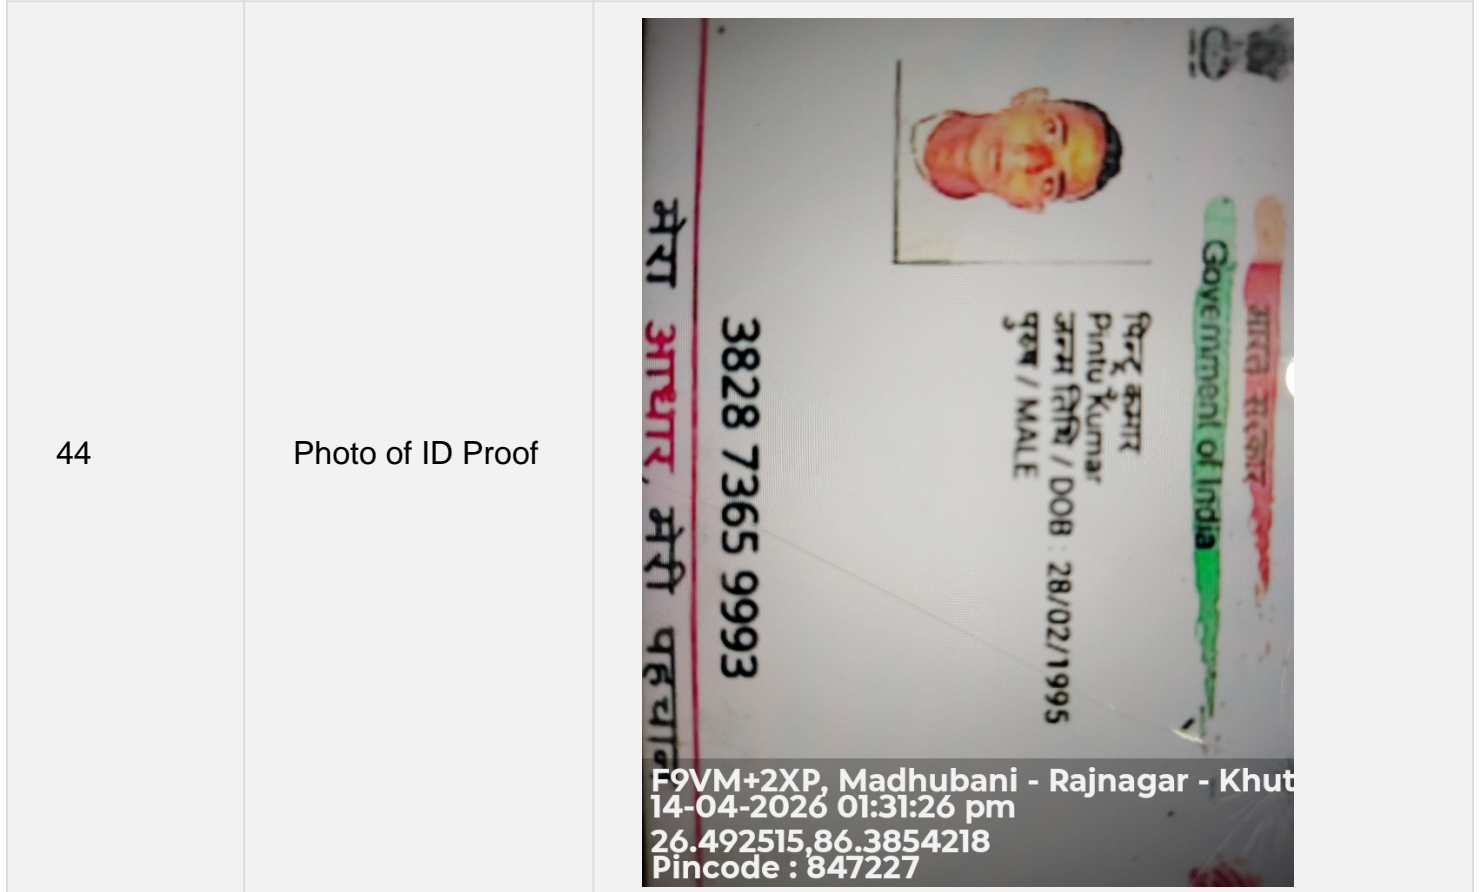 44
Photo of ID Proof
भारत सरकार
Government of India
पिन्टू कुमार
Pintu Kumar
जन्म तिथि / DOB : 28/02/1995
पुरुष / MALE
3828 7365 9993
मेरा आधार, मेरी पहचान
F9VM+2XP, Madhubani - Rajnagar - Khut
14-04-2026 01:31:26 pm
26.492515,86.3854218
Pincode : 847227